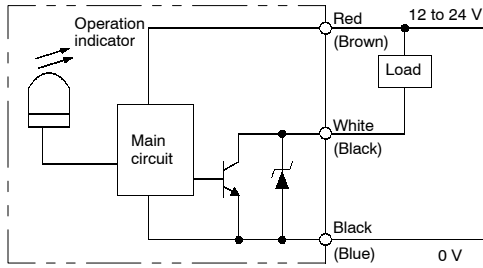 Operation
indicator
Red
12 to 24 V
(Brown)
Load
White
(Black)
Main
circuit
Black
(Blue)
0 V